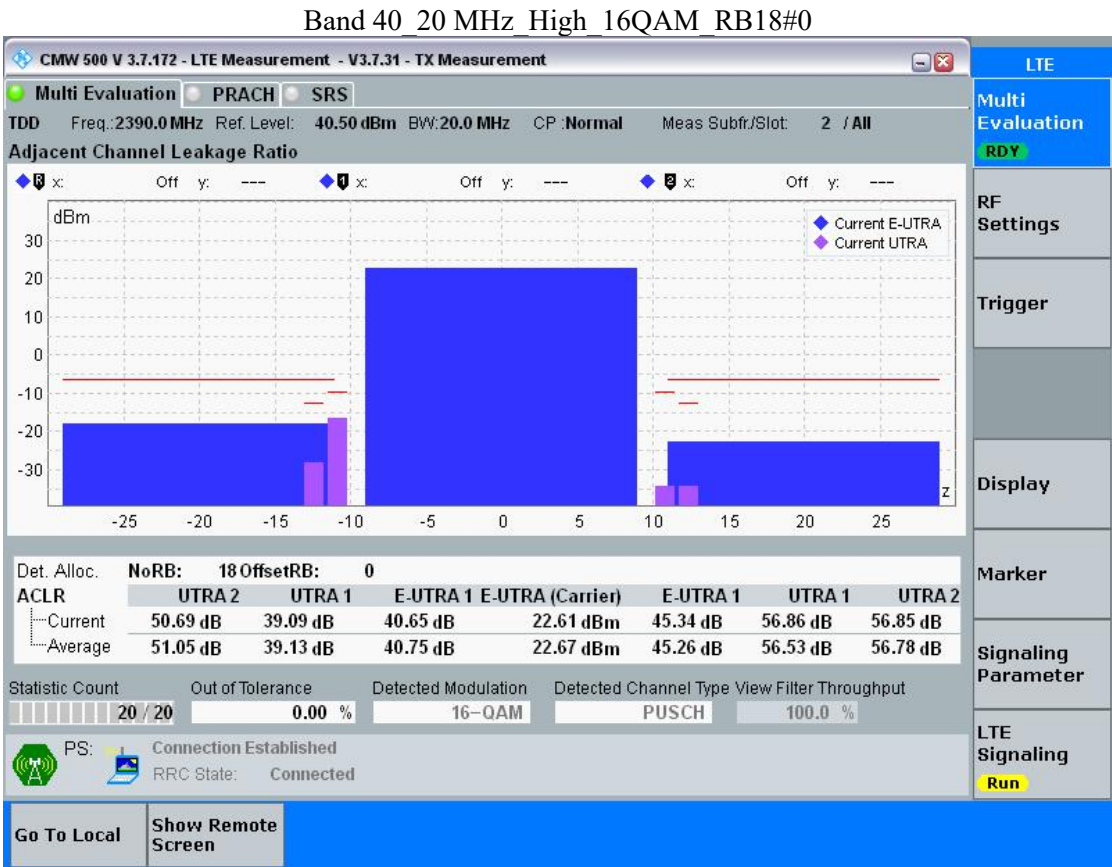 Band 40_20 MHz_High_16QAM_RB18#0
CMW 500 V 3.7.172 - LTE Measurement - V3.7.31 - TX Measurement
LTE
Multi Evaluation PRACH SRS
Multi Evaluation
RDY
TDD Freq.:2390.0 MHz Ref. Level: 40.50 dBm BW:20.0 MHz CP :Normal Meas Subfr./Slot: 2 / All
Adjacent Channel Leakage Ratio
R x: Off y: --- 1 x: Off y: --- 2 x: Off y: ---
RF Settings
dBm
Current E-UTRA
Current UTRA
30
20
10
0
-10
-20
-30
z
-25 -20 -15 -10 -5 0 5 10 15 20 25
Trigger
Display
Det. Alloc. NoRB: 18 OffsetRB: 0
ACLR UTRA 2 UTRA 1 E-UTRA 1 E-UTRA (Carrier) E-UTRA 1 UTRA 1 UTRA 2
Current 50.69 dB 39.09 dB 40.65 dB 22.61 dBm 45.34 dB 56.86 dB 56.85 dB
Average 51.05 dB 39.13 dB 40.75 dB 22.67 dBm 45.26 dB 56.53 dB 56.78 dB
Marker
Signaling Parameter
Statistic Count Out of Tolerance Detected Modulation Detected Channel Type View Filter Throughput
20 / 20 0.00 % 16-QAM PUSCH 100.0 %
PS: Connection Established
RRC State: Connected
LTE Signaling
Run
Go To Local
Show Remote Screen